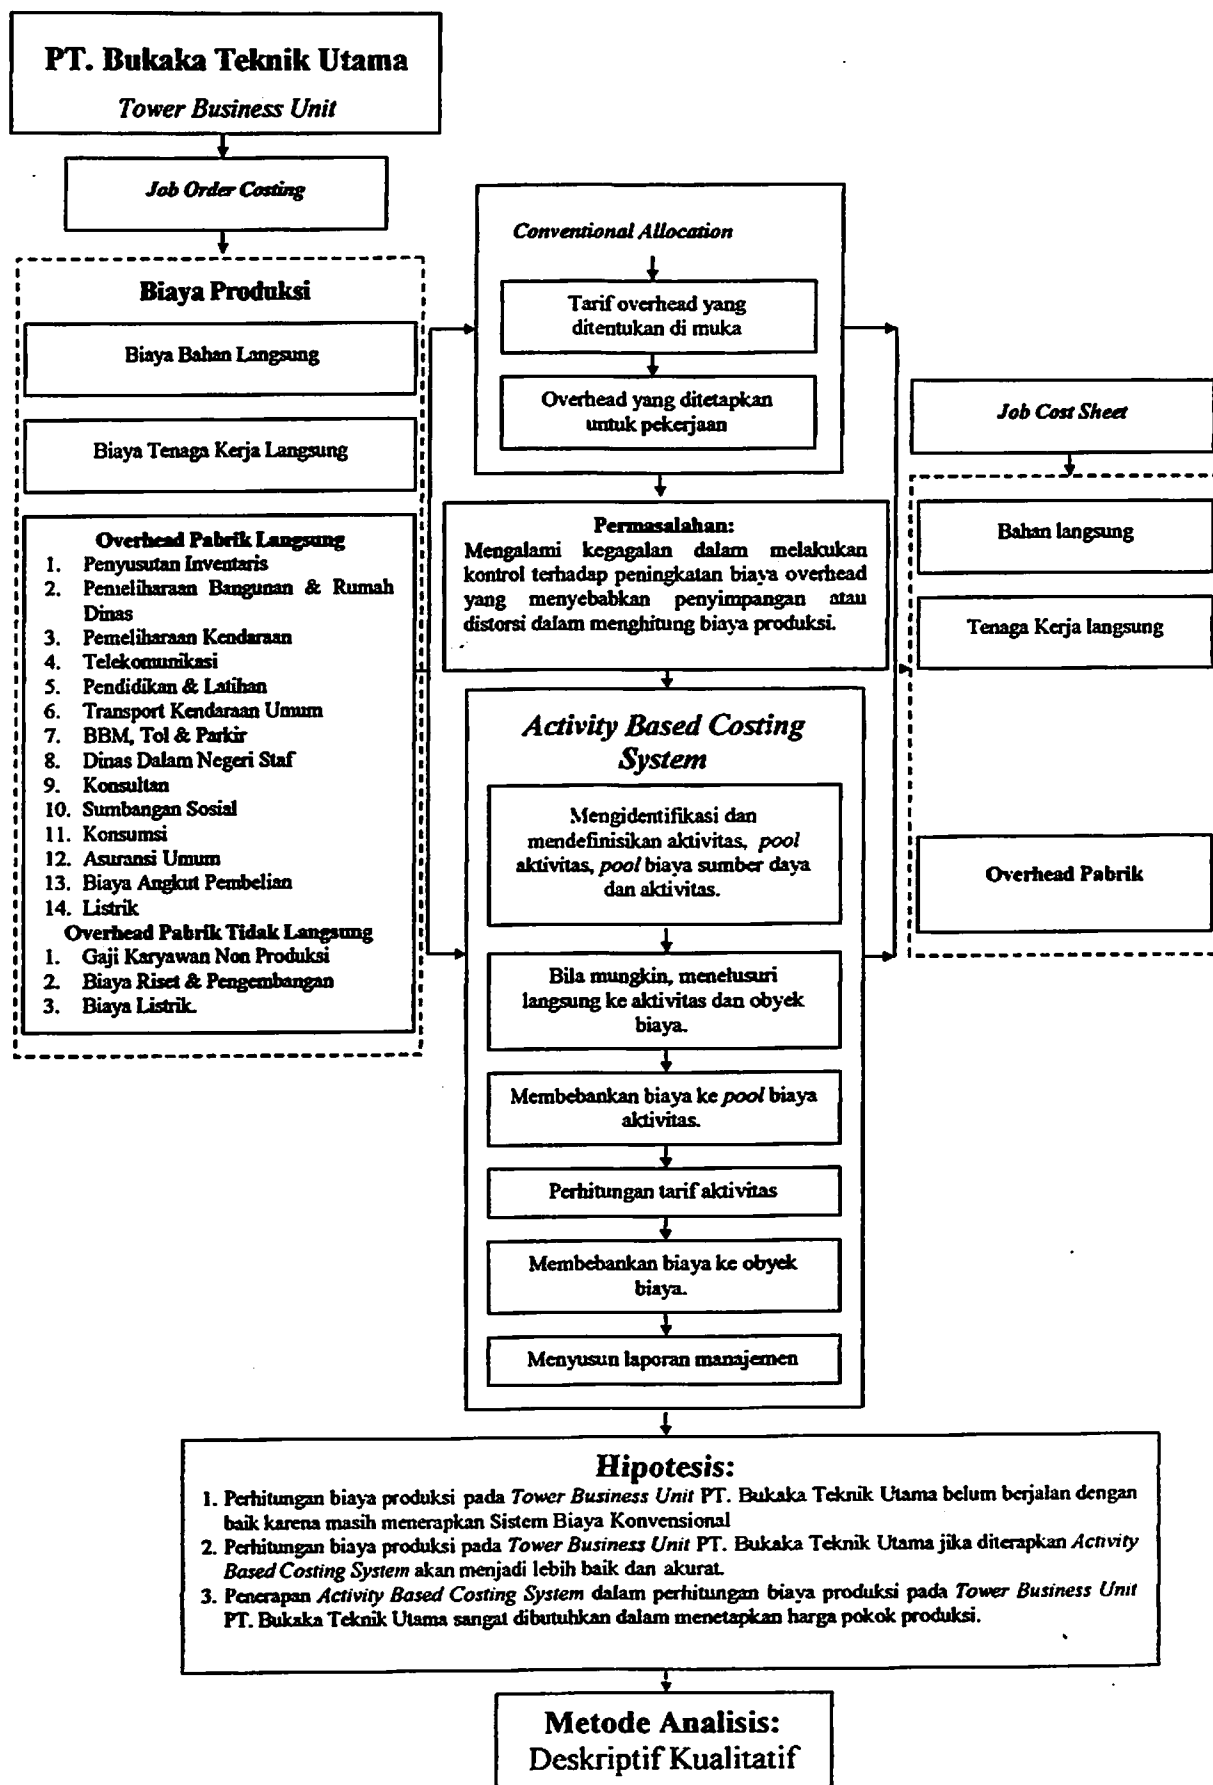 PT. Bukaka Teknik Utama
Tower Business Unit
Job Order Costing
Biaya Produksi
Biaya Bahan Langsung
Biaya Tenaga Kerja Langsung
Overhead Pabrik Langsung
1. Penyusutan Inventaris
2. Pemeliharaan Bangunan & Rumah
Dinas
3. Pemeliharaan Kendaraan
4. Telekomunikasi
5. Pendidikan & Latihan
6. Transport Kendaraan Umum
7. BBM, Tol & Parkir
8. Dinas Dalam Negeri Staf
9. Konsultan
10. Sumbangan Sosial
11. Konsumsi
12. Asuransi Umum
13. Biaya Angkut Pembelian
14. Listrik
Overhead Pabrik Tidak Langsung
1. Gaji Karyawan Non Produksi
2. Biaya Riset & Pengembangan
3. Biaya Listrik.
Conventional Allocation
Tarif overhead yang
ditentukan di muka
Overhead yang ditetapkan
untuk pekerjaan
Permasalahan:
Mengalami kegagalan dalam melakukan
kontrol terhadap peningkatan biaya overhead
yang menyebabkan penyimpangan atau
distorsi dalam menghitung biaya produksi.
Activity Based Costing
System
Mengidentifikasi dan
mendefinisikan aktivitas, pool
aktivitas, pool biaya sumber daya
dan aktivitas.
Bila mungkin, menelusuri
langsung ke aktivitas dan obyek
biaya.
Membebankan biaya ke pool biaya
aktivitas.
Perhitungan tarif aktivitas
Membebankan biaya ke obyek
biaya.
Menyusun laporan manajemen
Job Cost Sheet
Bahan langsung
Tenaga Kerja langsung
Overhead Pabrik
Hipotesis:
1. Perhitungan biaya produksi pada Tower Business Unit PT. Bukaka Teknik Utama belum berjalan dengan
baik karena masih menerapkan Sistem Biaya Konvensional
2. Perhitungan biaya produksi pada Tower Business Unit PT. Bukaka Teknik Utama jika diterapkan Activity
Based Costing System akan menjadi lebih baik dan akurat.
3. Penerapan Activity Based Costing System dalam perhitungan biaya produksi pada Tower Business Unit
PT. Bukaka Teknik Utama sangat dibutuhkan dalam menetapkan harga pokok produksi.
Metode Analisis:
Deskriptif Kualitatif